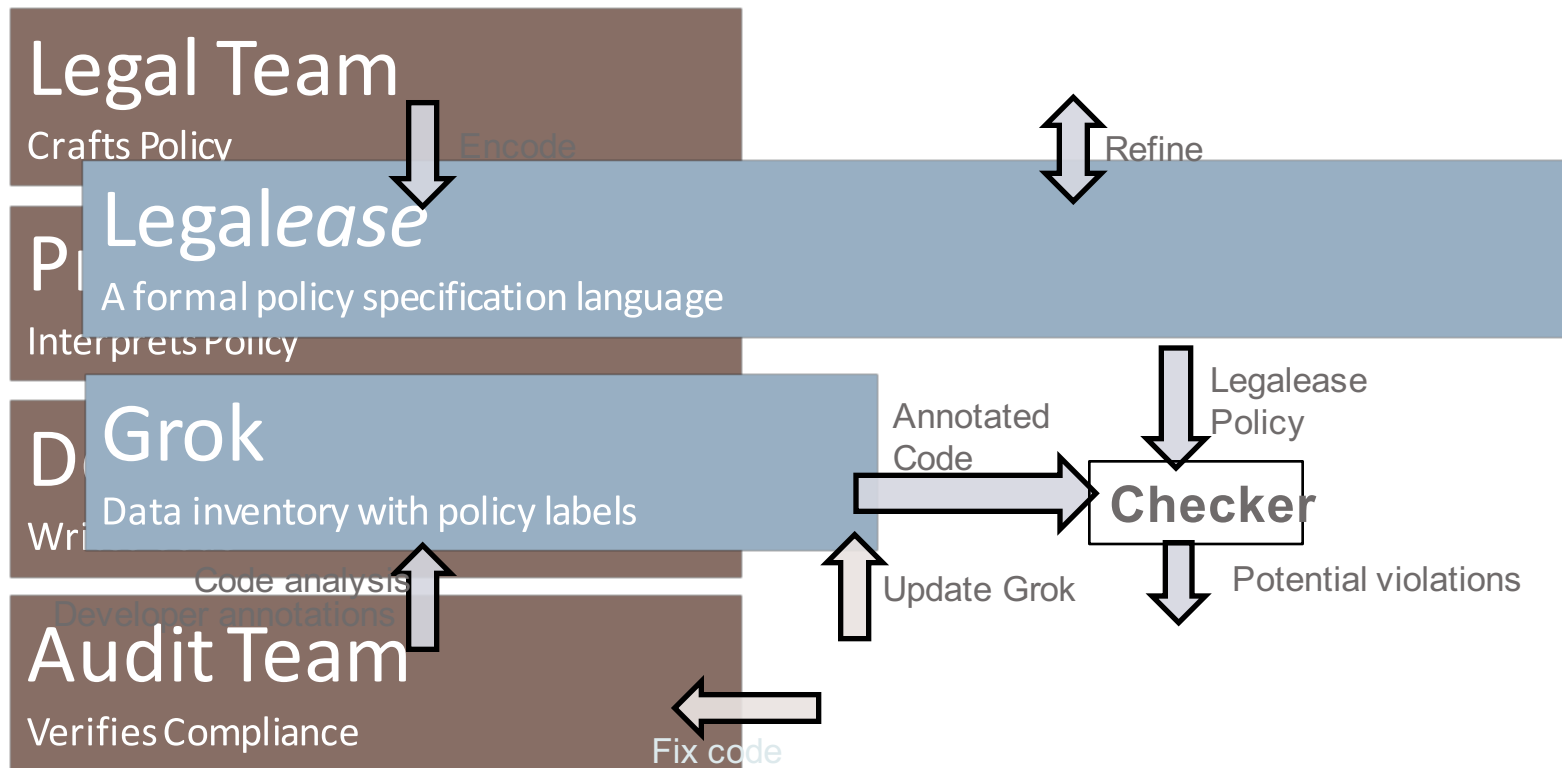 Legal Team
Crafts Policy
Encode
Refine
Legalease
A formal policy specification language
Interprets Policy
Grok
Data inventory with policy labels
Annotated
Code
Legalease
Policy
Checker
Code analysis
Developer annotations
Update Grok
Potential violations
Audit Team
Verifies Compliance
Fix code